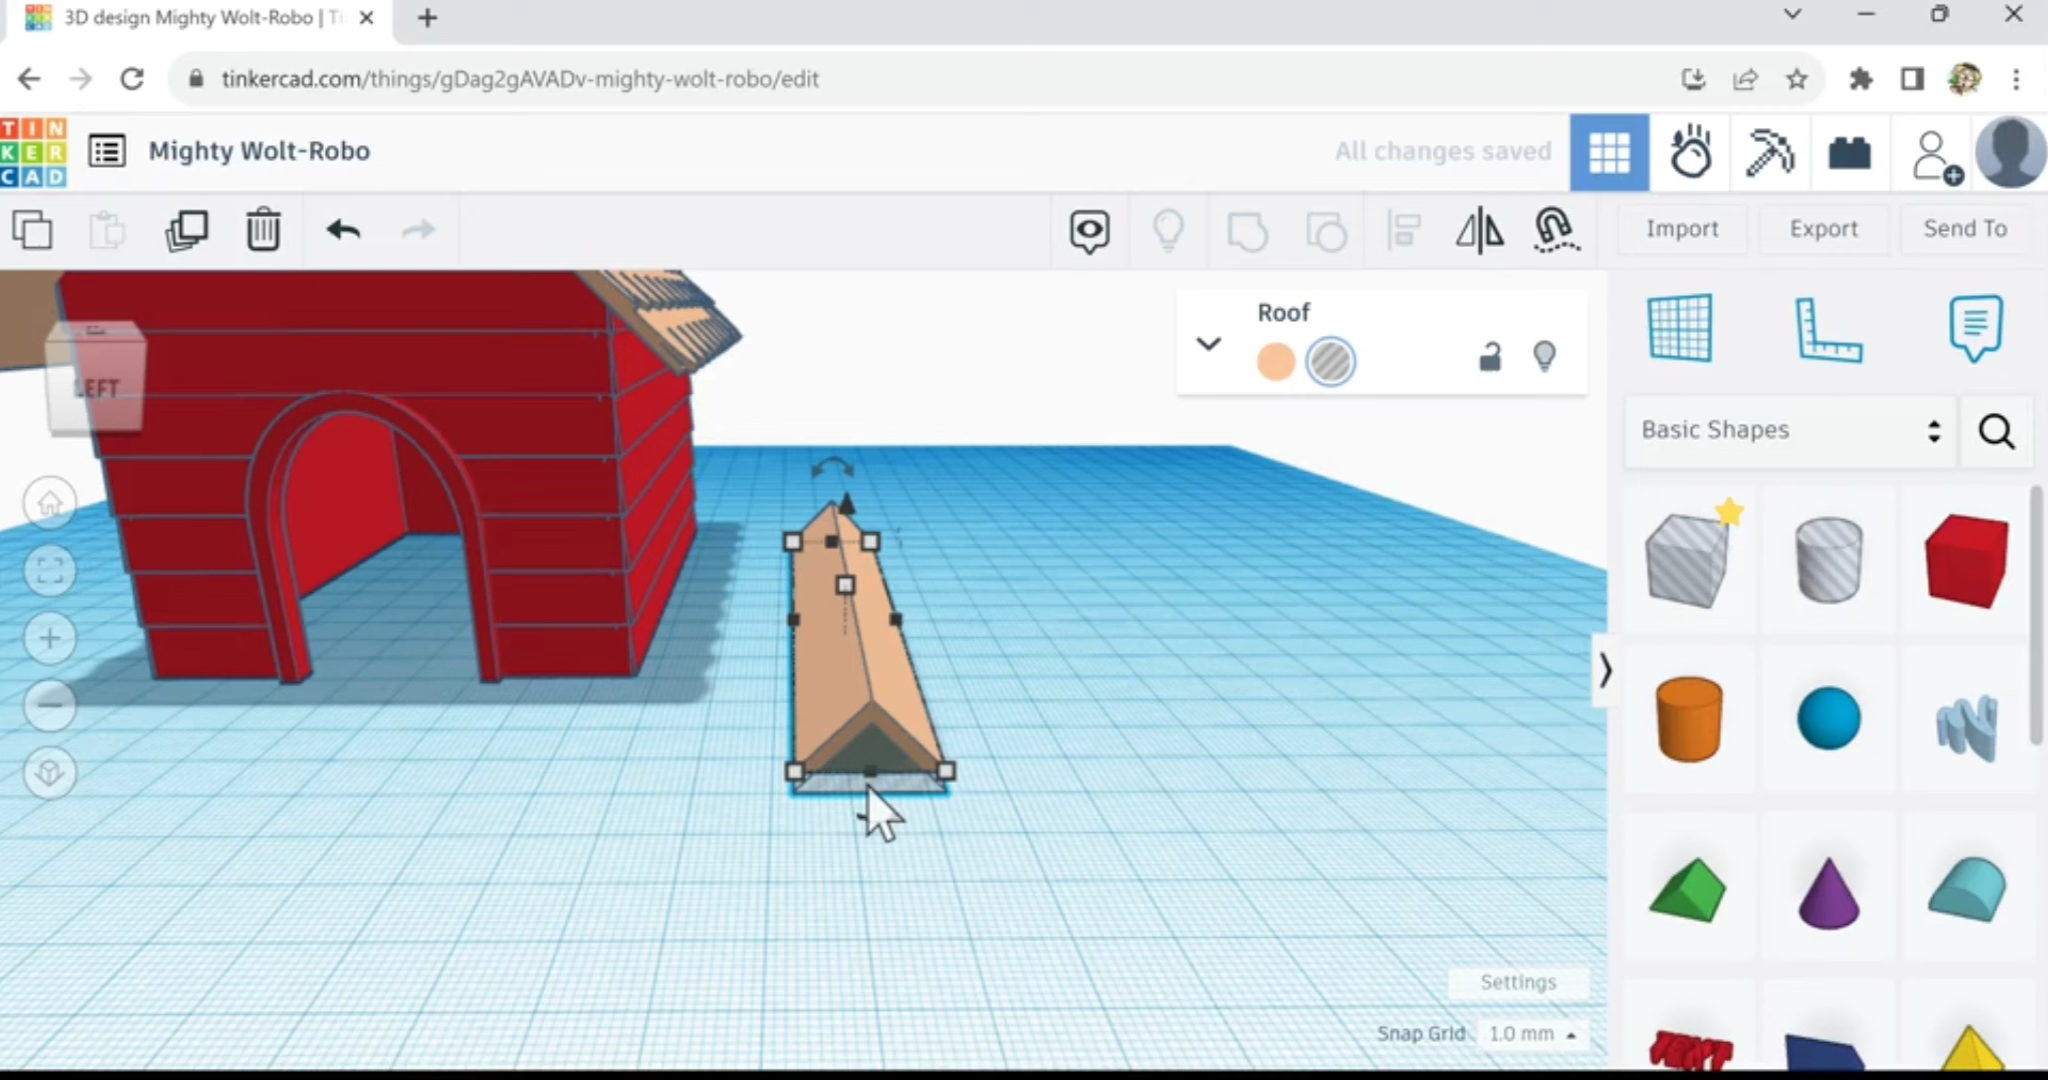 3D design Mighty Wolt-Robo | Ti
tinkercad.com/things/gDag2gAVADv-mighty-wolt-robo/edit
TIN
KER
CAD
Mighty Wolt-Robo
All changes saved
Import
Export
Send To
Roof
LEFT
Basic Shapes
TEXT
Settings
Snap Grid
1.0 mm